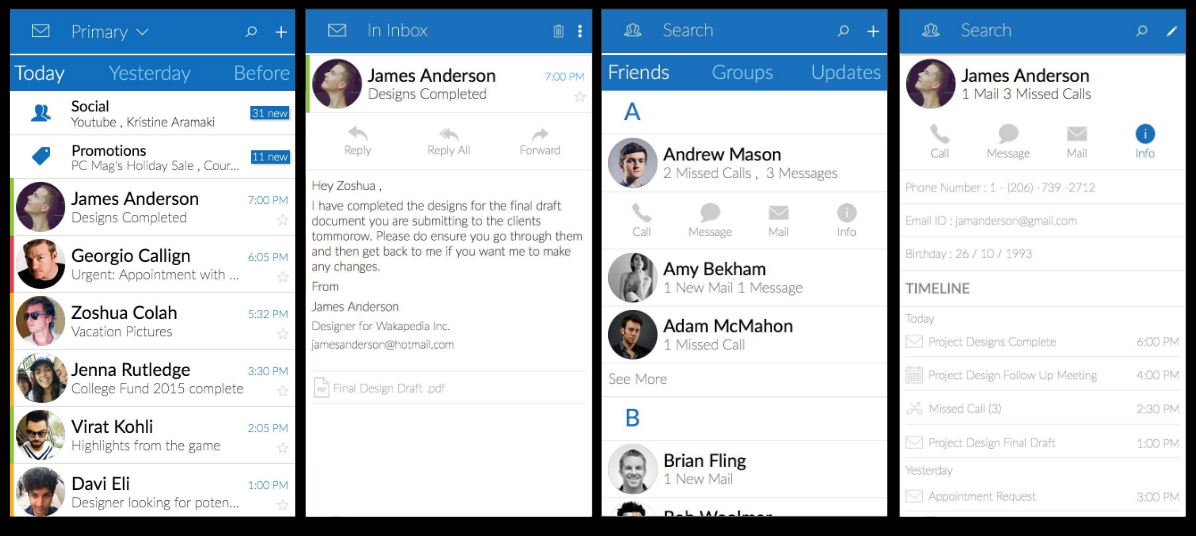 Primary
Today Yesterday Before
Social
Youtube , Kristine Aramaki
31 new
Promotions
PC Mag's Holiday Sale , Cour...
11 new
James Anderson
7:00 PM
Designs Completed
Georgio Callign
6:05 PM
Urgent: Appointment with ...
Zoshua Colah
5:32 PM
Vacation Pictures
Jenna Rutledge
3:30 PM
College Fund 2015 complete
Virat Kohli
2:05 PM
Highlights from the game
Davi Eli
1:00 PM
Designer looking for poten...
In Inbox
James Anderson
7:00 PM
Designs Completed
Reply Reply All Forward
Hey Zoshua ,
I have completed the designs for the final draft
document you are submitting to the clients
tommorow. Please do ensure you go through them
and then get back to me if you want me to make
any changes.
From
James Anderson
Designer for Wakapedia Inc.
jamesanderson@hotmail.com
PDF
Final Design Draft .pdf
Search
Friends Groups Updates
A
Andrew Mason
2 Missed Calls , 3 Messages
Call Message Mail Info
Amy Bekham
1 New Mail 1 Message
Adam McMahon
1 Missed Call
See More
B
Brian Fling
1 New Mail
Bob Woolmer
Search
James Anderson
1 Mail 3 Missed Calls
Call Message Mail Info
Phone Number : 1 - (206) -739 -2712
Email ID : jamanderson@gmail.com
Birthday : 26 / 10 / 1993
TIMELINE
Today
Project Designs Complete 6:00 PM
Project Design Follow Up Meeting 4:00 PM
Missed Call (3) 2:30 PM
Project Design Final Draft 1:00 PM
Yesterday
Appointment Request 3:00 PM